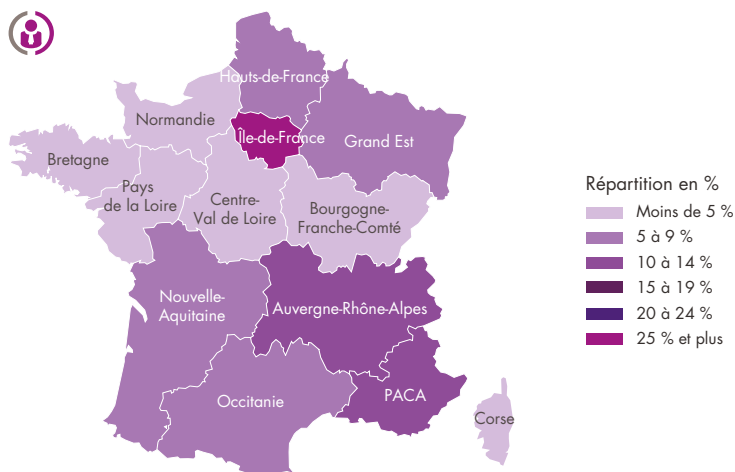 Hauts-de-France
Normandie
Île-de-France
Grand Est
Bretagne
Pays
de la Loire
Centre-
Val de Loire
Bourgogne-
Franche-Comté
Nouvelle-
Aquitaine
Auvergne-Rhône-Alpes
Occitanie
PACA
Corse
Répartition en %
Moins de 5 %
5 à 9 %
10 à 14 %
15 à 19 %
20 à 24 %
25 % et plus